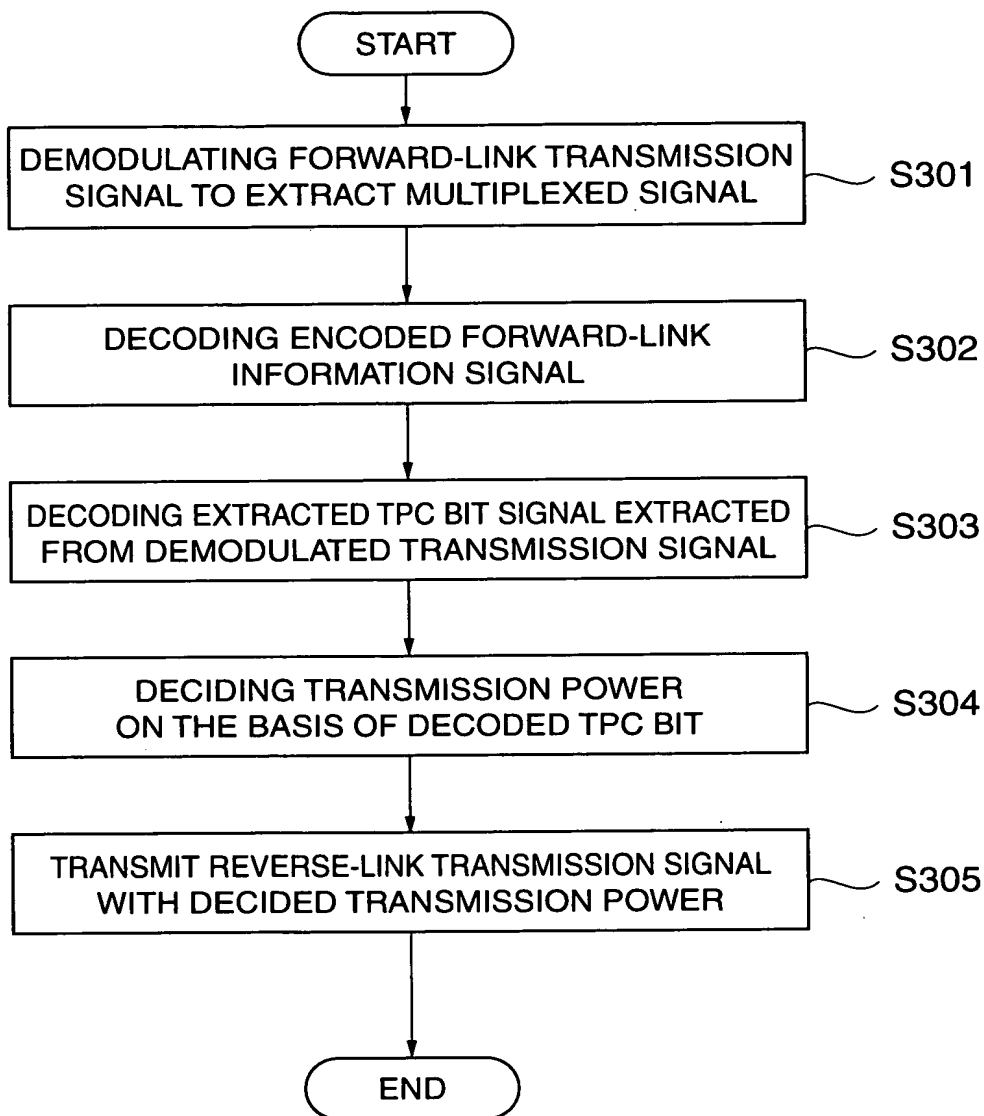 START
DEMODULATING FORWARD-LINK TRANSMISSION
SIGNAL TO EXTRACT MULTIPLEXED SIGNAL
S301
DECODING ENCODED FORWARD-LINK
INFORMATION SIGNAL
S302
DECODING EXTRACTED TPC BIT SIGNAL EXTRACTED
FROM DEMODULATED TRANSMISSION SIGNAL
S303
DECIDING TRANSMISSION POWER
ON THE BASIS OF DECODED TPC BIT
S304
TRANSMIT REVERSE-LINK TRANSMISSION SIGNAL
WITH DECIDED TRANSMISSION POWER
S305
END